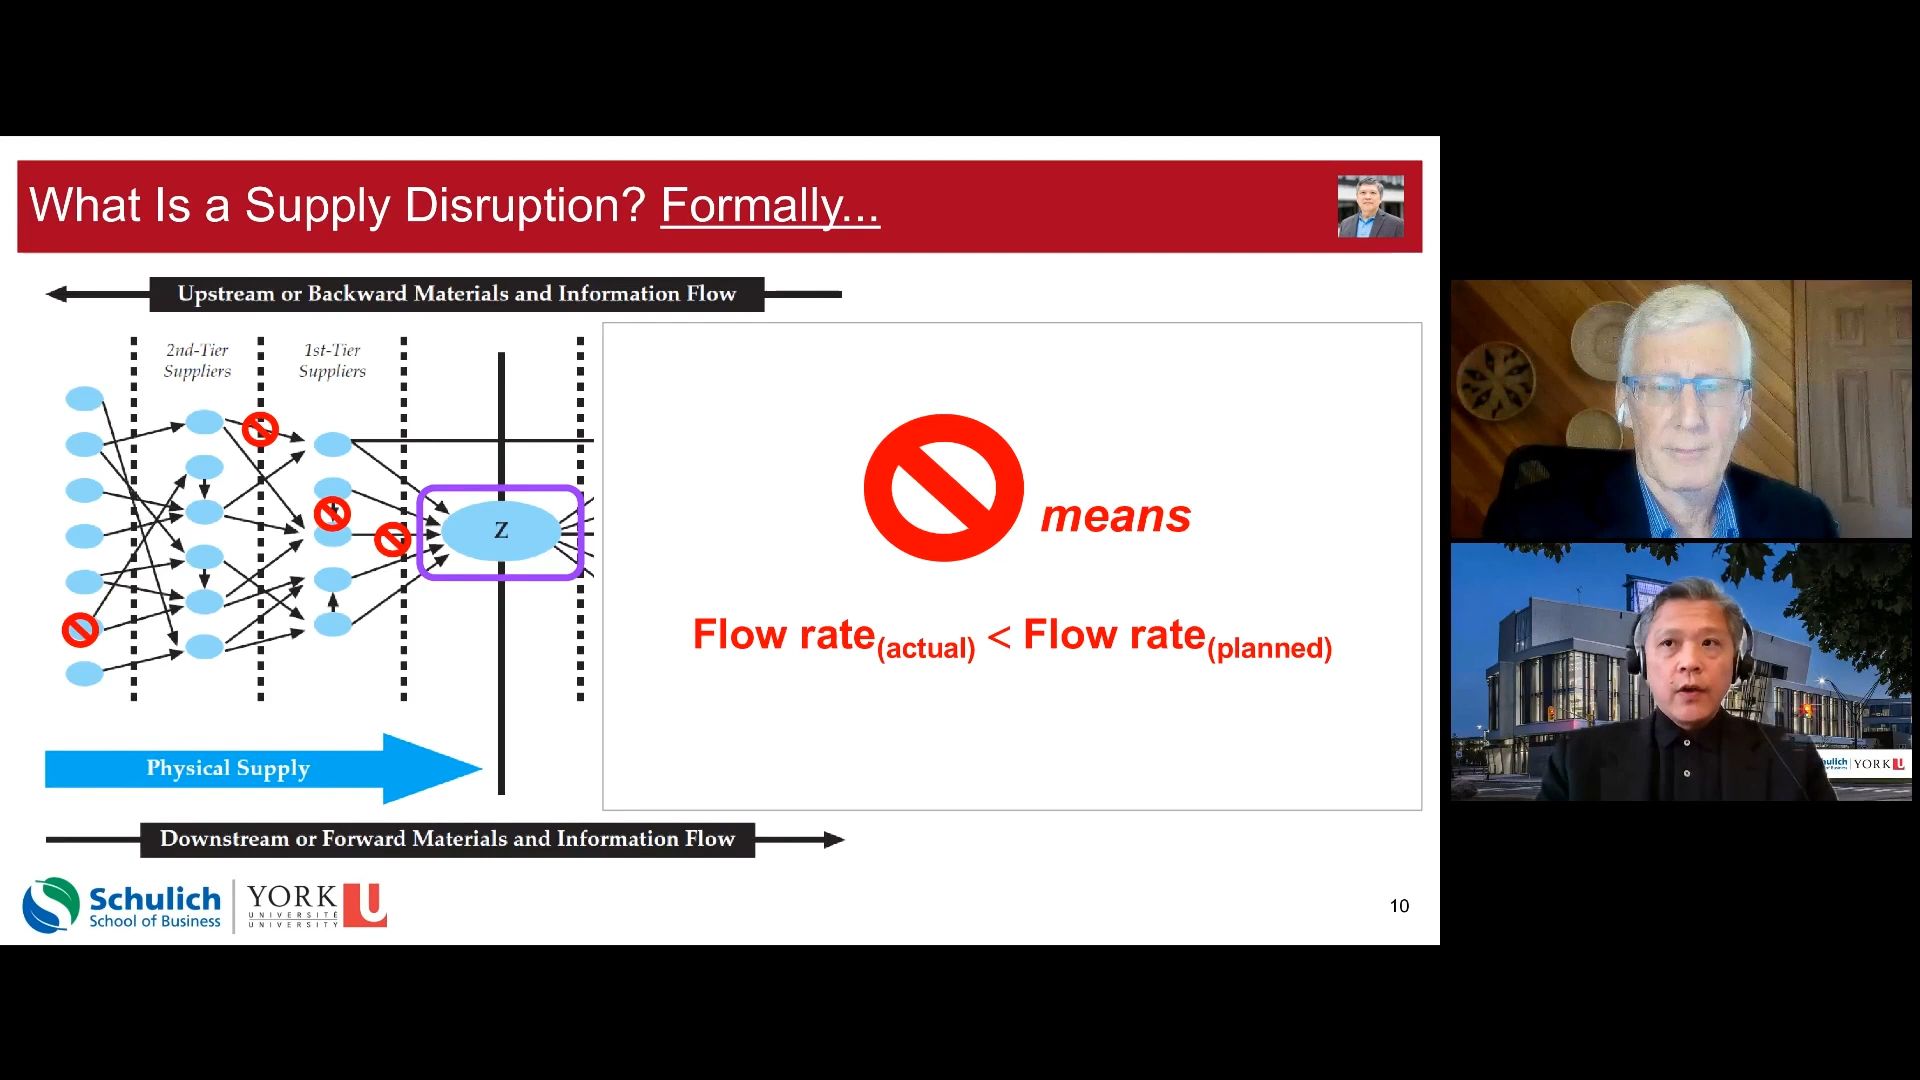 What Is a Supply Disruption? Formally...
Upstream or Backward Materials and Information Flow
2nd-Tier
Suppliers
1st-Tier
Suppliers
Z
means
Flow rate(actual) < Flow rate(planned)
Physical Supply
Downstream or Forward Materials and Information Flow
Schulich
School of Business
YORK U
UNIVERSITÉ
UNIVERSITY
10
YORK U